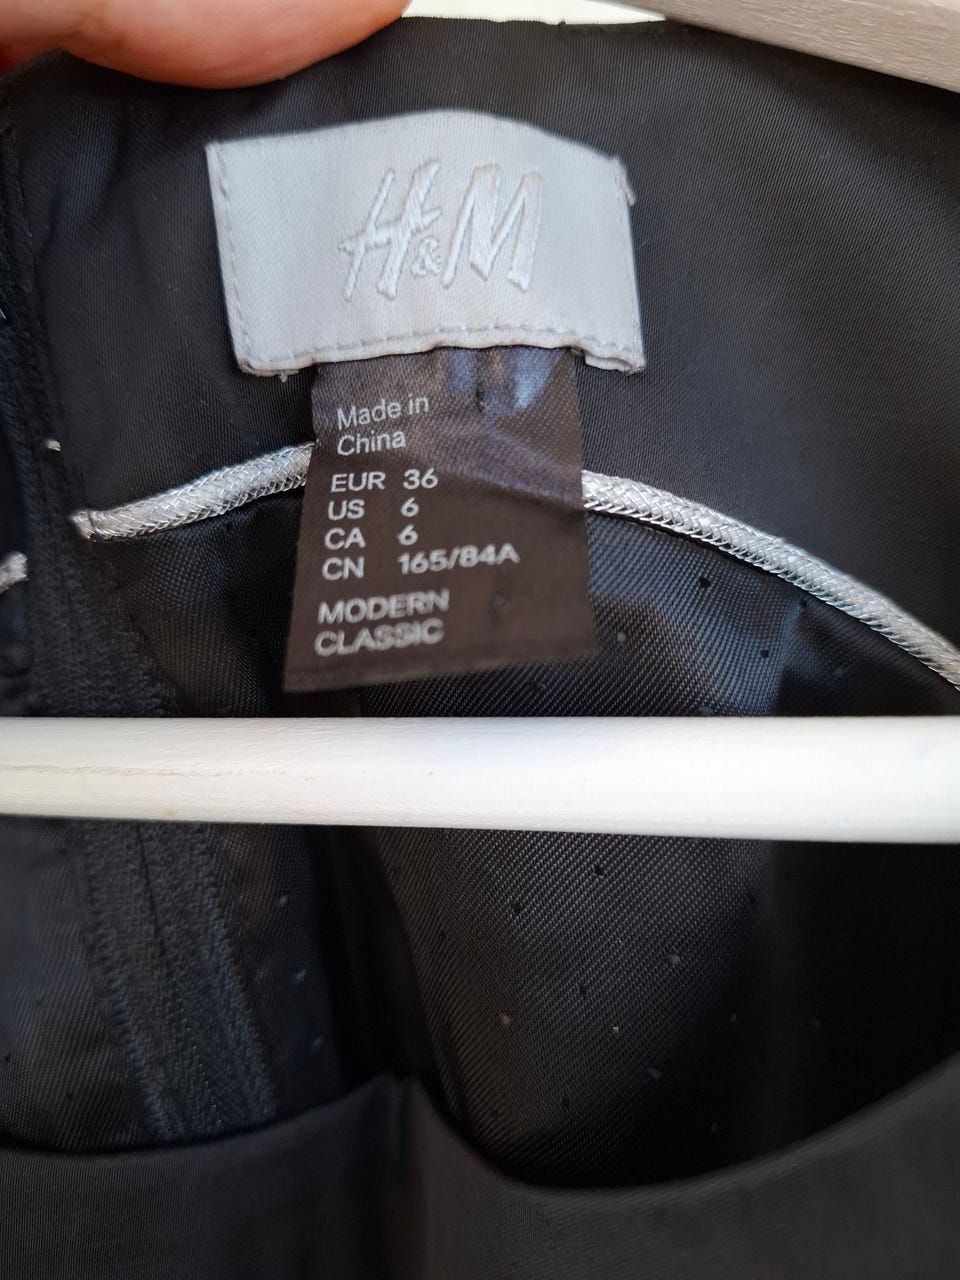 H&M
Made in
China
EUR 36
US 6
CA 6
CN 165/84A
MODERN
CLASSIC